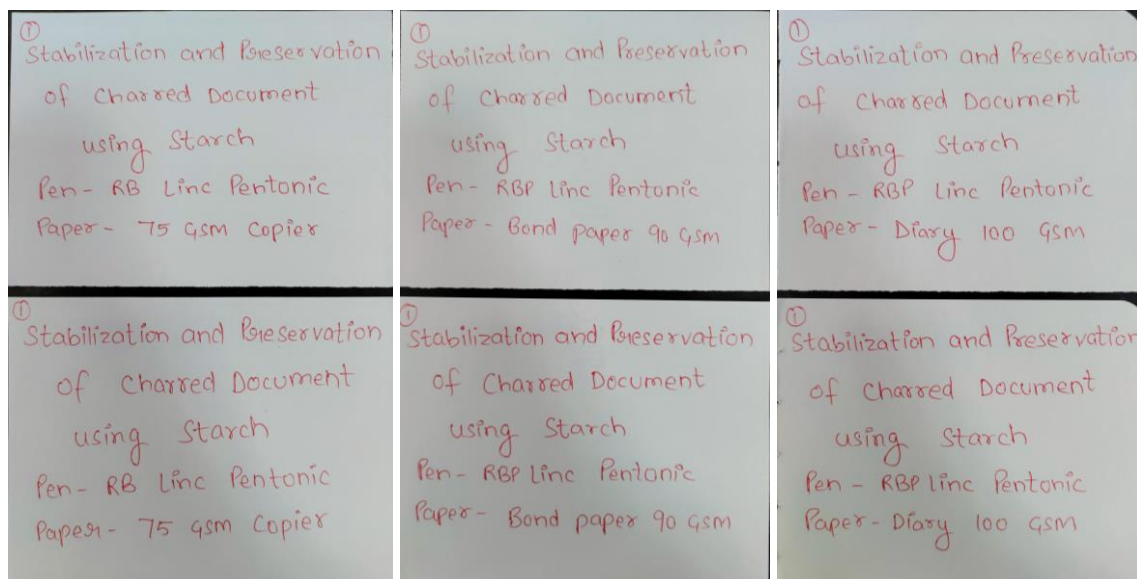 ①
Stabilization and Preservation
of Charred Document
using Starch
Pen - RB Linc Pentonic
Paper - 75 GSM Copier
①
Stabilization and Preservation
of Charred Document
using Starch
Pen - RBP Linc Pentonic
Paper - Bond paper 90 GSM
①
Stabilization and Preservation
of Charred Document
using Starch
Pen - RBP Linc Pentonic
Paper - Diary 100 GSM
①
Stabilization and Preservation
of Charred Document
using Starch
Pen - RB Linc Pentonic
Paper - 75 GSM Copier
①
Stabilization and Preservation
of Charred Document
using Starch
Pen - RBP Linc Pentonic
Paper - Bond paper 90 GSM
①
Stabilization and Preservation
of Charred Document
using Starch
Pen - RBP Linc Pentonic
Paper - Diary 100 GSM